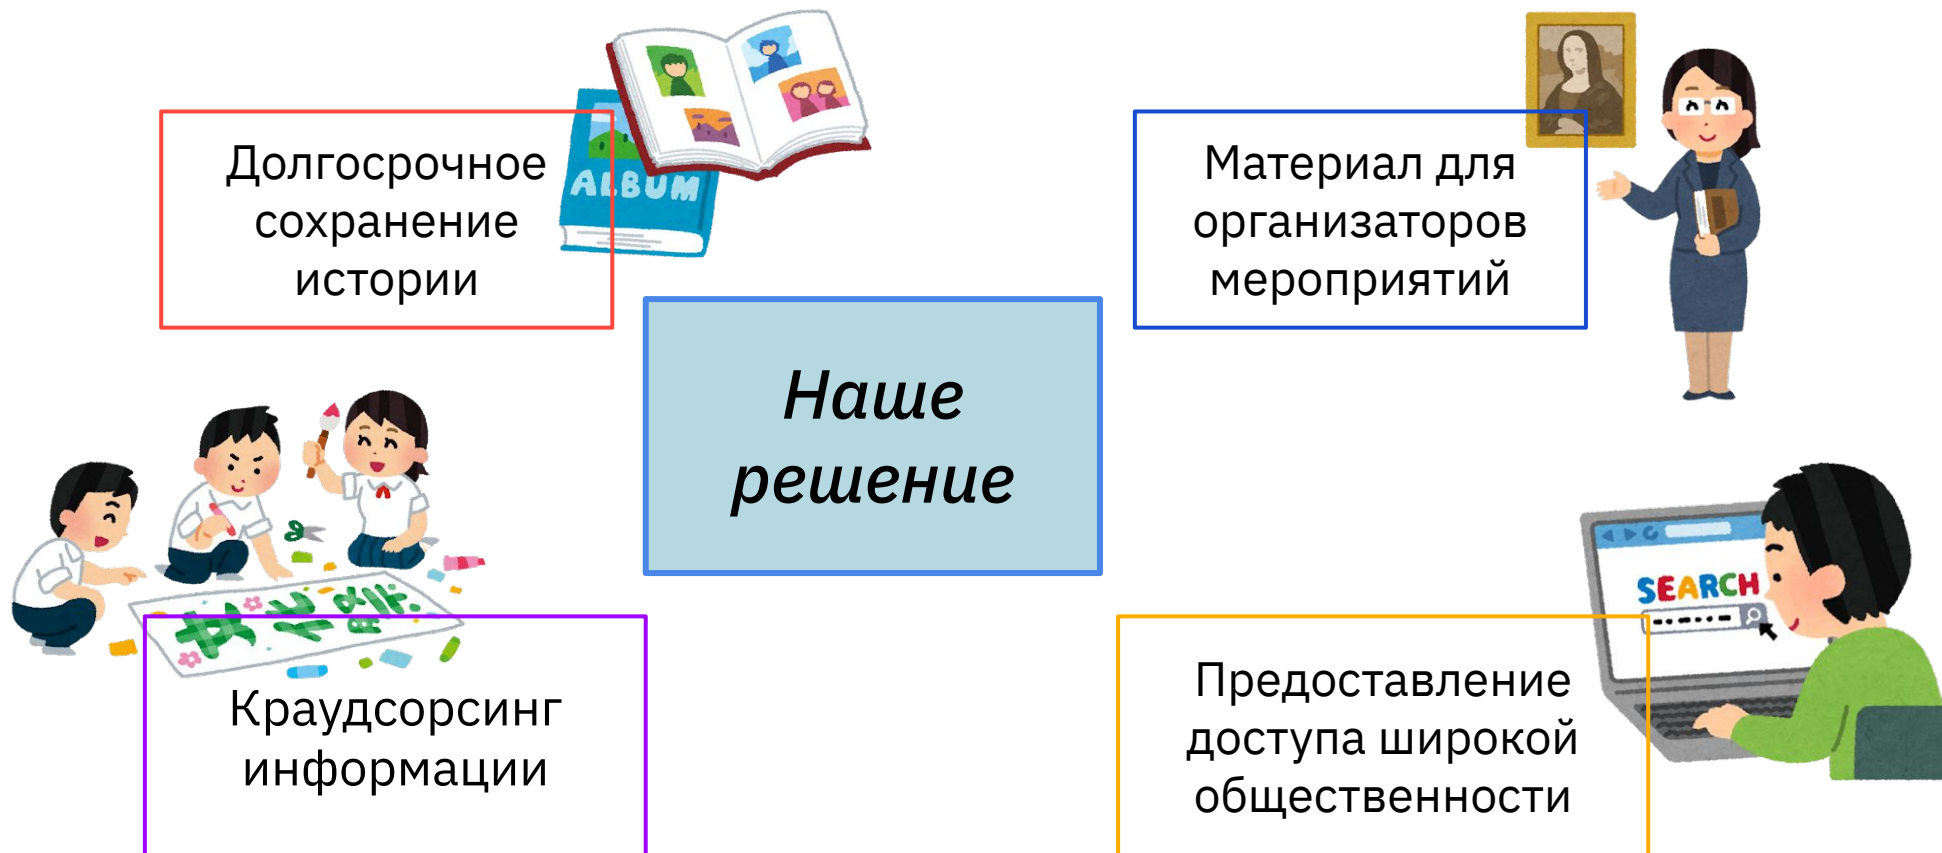 Долгосрочное
сохранение
истории
ALBUM
Материал для
организаторов
мероприятий
Наше
решение
Краудсорсинг
информации
SEARCH
Предоставление
доступа широкой
общественности